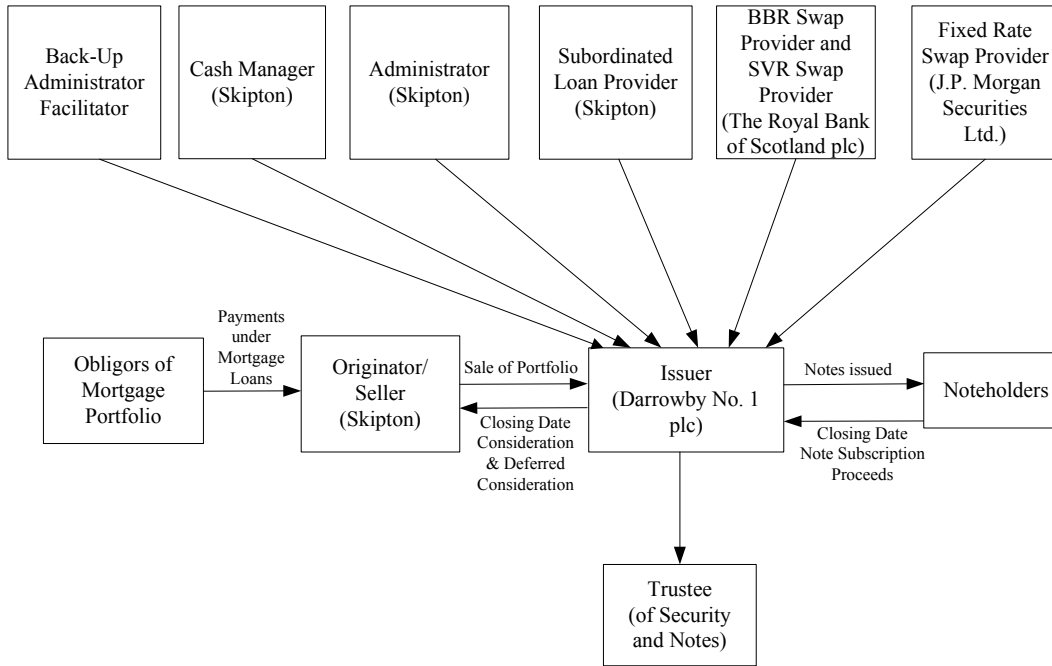 Back-Up
Administrator
Facilitator
Cash Manager
(Skipton)
Administrator
(Skipton)
Subordinated
Loan Provider
(Skipton)
BBR Swap
Provider and
SVR Swap
Provider
(The Royal Bank
of Scotland plc)
Fixed Rate
Swap Provider
(J.P. Morgan
Securities
Ltd.)
Obligors of
Mortgage
Portfolio
Payments
under
Mortgage
Loans
Originator/
Seller
(Skipton)
Sale of Portfolio
Closing Date
Consideration
& Deferred
Consideration
Issuer
(Darrowby No. 1
plc)
Notes issued
Closing Date
Note Subscription
Proceeds
Noteholders
Trustee
(of Security
and Notes)